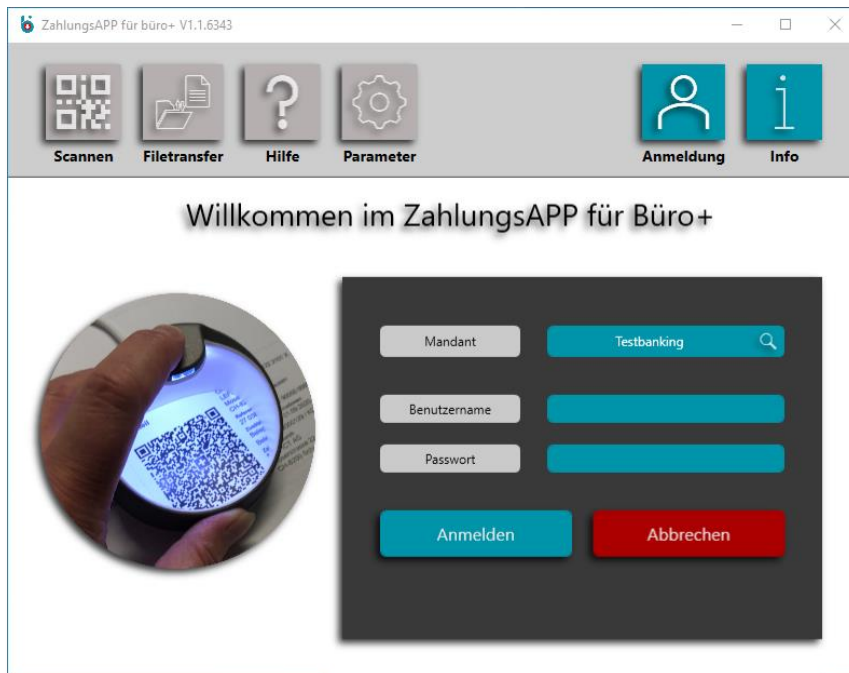 ZahlungsAPP für büro+ V1.1.6343
Scannen Filetransfer Hilfe Parameter Anmeldung Info
Willkommen im ZahlungsAPP für Büro+
Mandant Testbanking
Benutzername
Passwort
Anmelden Abbrechen